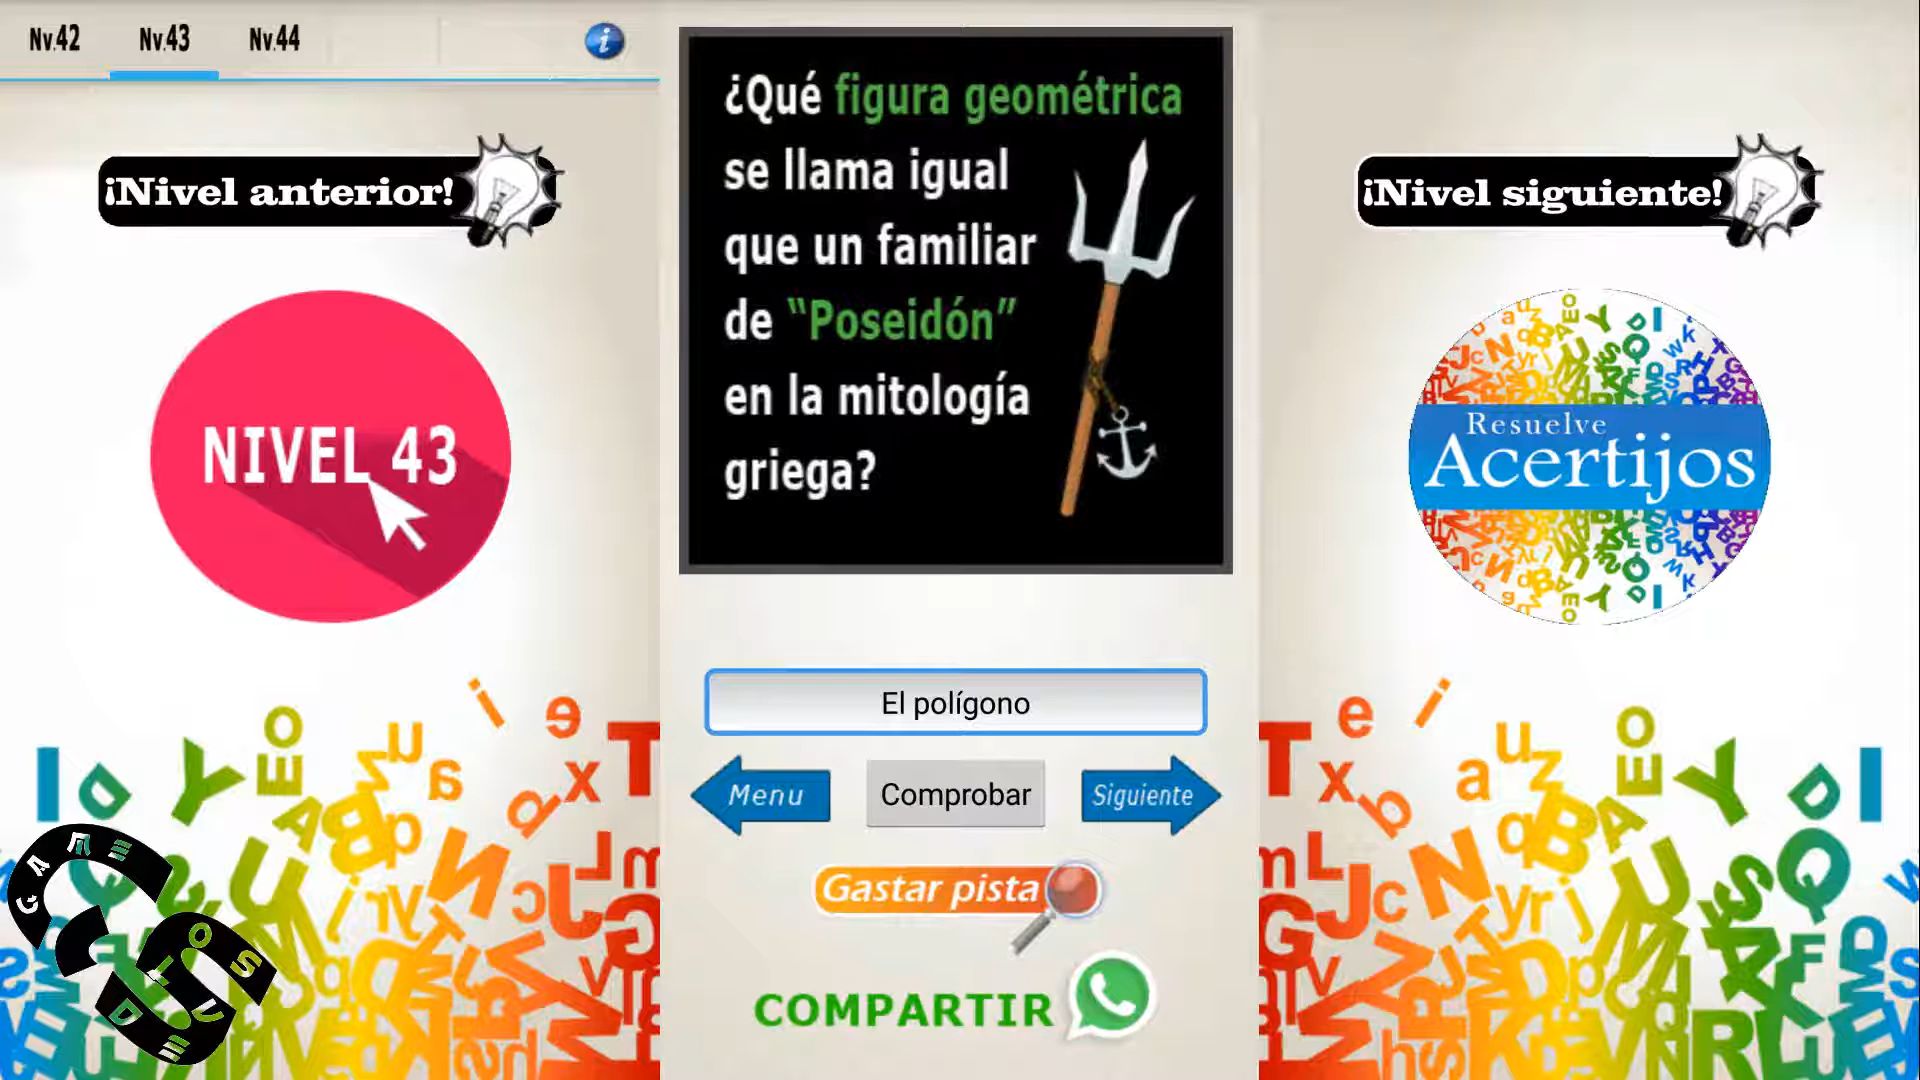 Nv.42 Nv.43 Nv.44
¡Nivel anterior!
NIVEL 43
¿Qué figura geométrica
se llama igual
que un familiar
de “Poseidón”
en la mitología
griega?
El polígono
Menu
Comprobar
Siguiente
Gastar pista
COMPARTIR
¡Nivel siguiente!
Resuelve
Acertijos
GAME